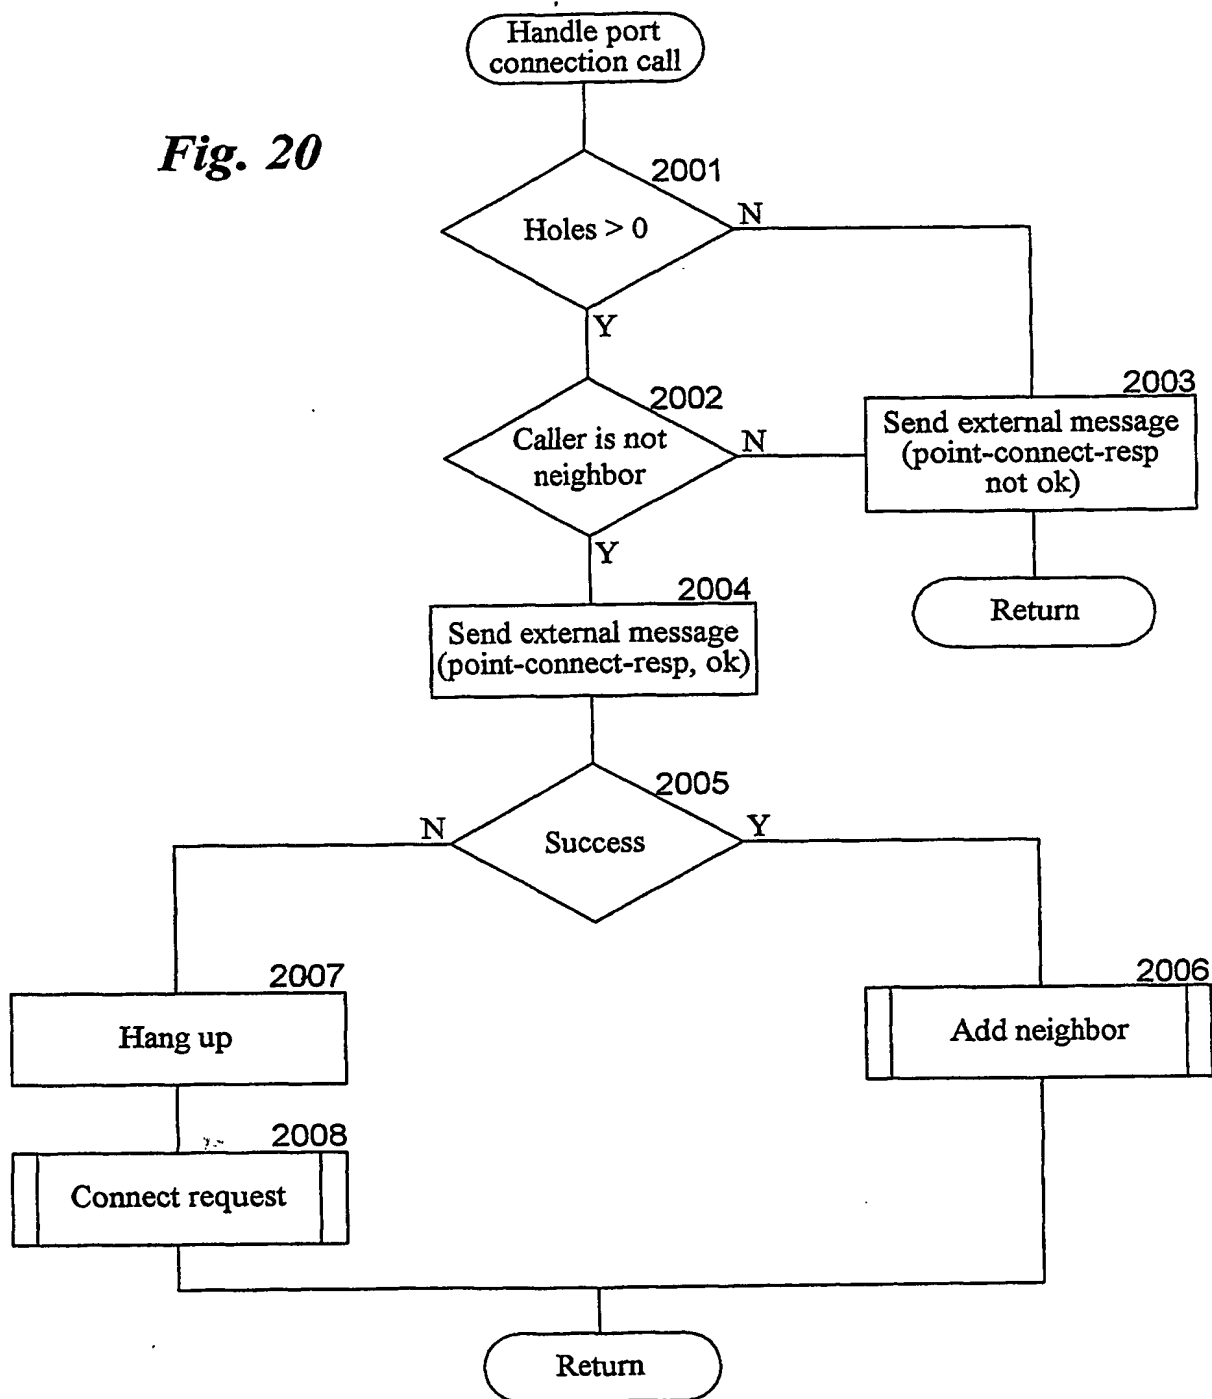 Handle port
connection call
Fig. 20
2001
Holes > 0
N
Y
2002
Caller is not
neighbor
N
Y
2003
Send external message
(point-connect-resp
not ok)
Return
2004
Send external message
(point-connect-resp, ok)
2005
Success
N
Y
2007
Hang up
2006
Add neighbor
2008
Connect request
Return